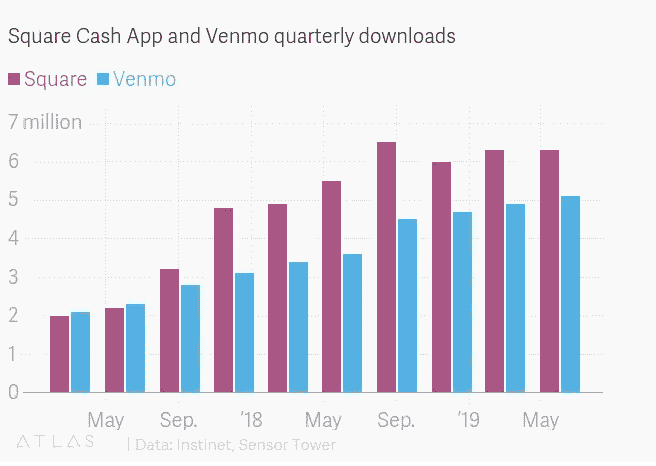 Square Cash App and Venmo quarterly downloads
Square Venmo
7 million
6
5
4
3
2
1
0
May Sep. '18 May Sep. '19 May
ATLAS | Data: Instinet, Sensor Tower